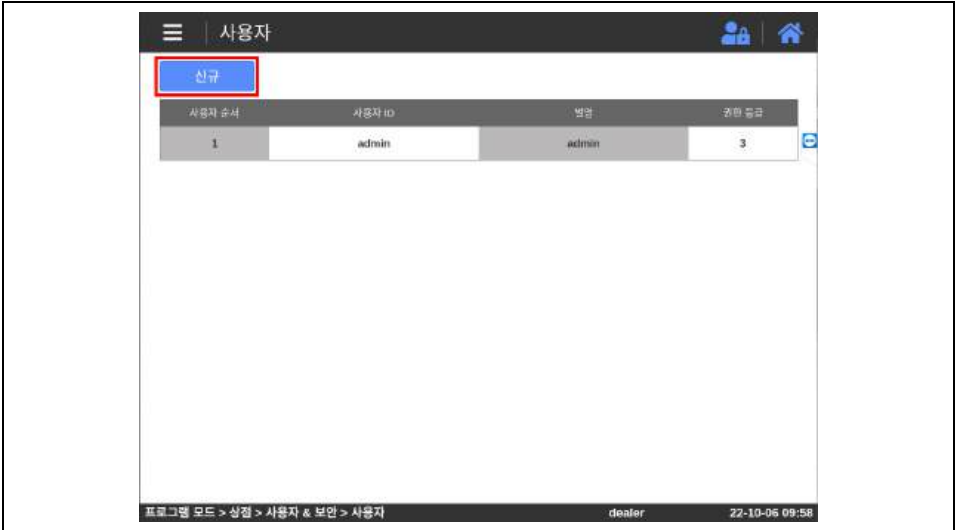 사용자
신규
사용자 순서 사용자 ID 별명 권한 등급
1 admin admin 3
프로그램 모드 > 상점 > 사용자 & 보안 > 사용자 dealer 22-10-06 09:58